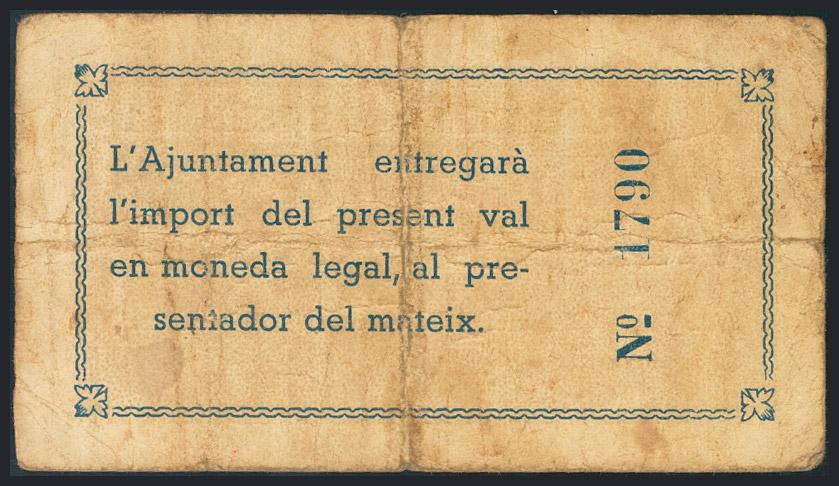 L'Ajuntament entregarà
l'import del present val
en moneda legal, al pre-
sentador del mateix.
Nº 1790